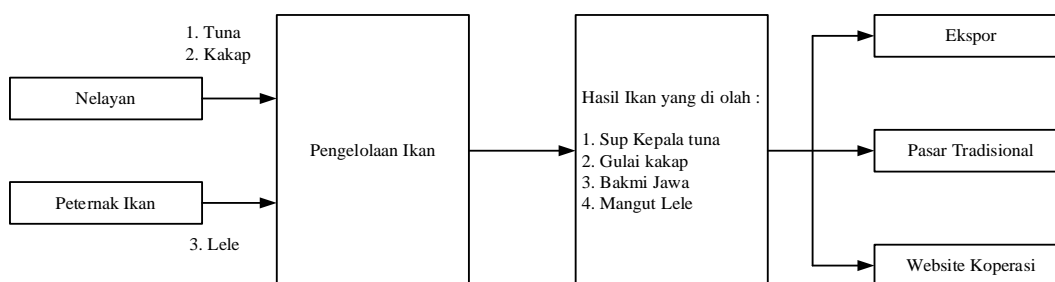 1. Tuna
2. Kakap
Nelayan
Peternak Ikan
3. Lele
Pengelolaan Ikan
Hasil Ikan yang di olah :
1. Sup Kepala tuna
2. Gulai kakap
3. Bakmi Jawa
4. Mangut Lele
Ekspor
Pasar Tradisional
Website Koperasi